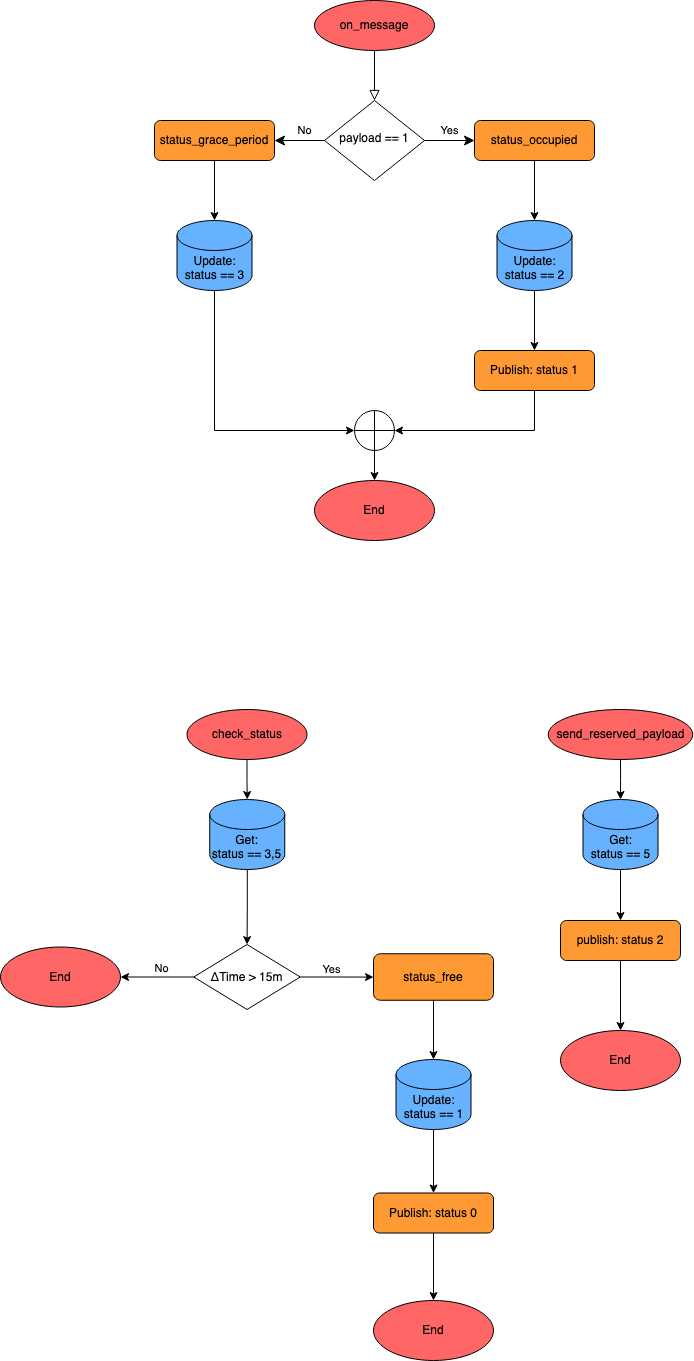 on_message
No
payload == 1
Yes
status_grace_period
status_occupied
Update:
status == 3
Update:
status == 2
Publish: status 1
End
check_status
send_reserved_payload
Get:
status == 3,5
Get:
status == 5
publish: status 2
End
No
ΔTime > 15m
Yes
status_free
End
Update:
status == 1
Publish: status 0
End